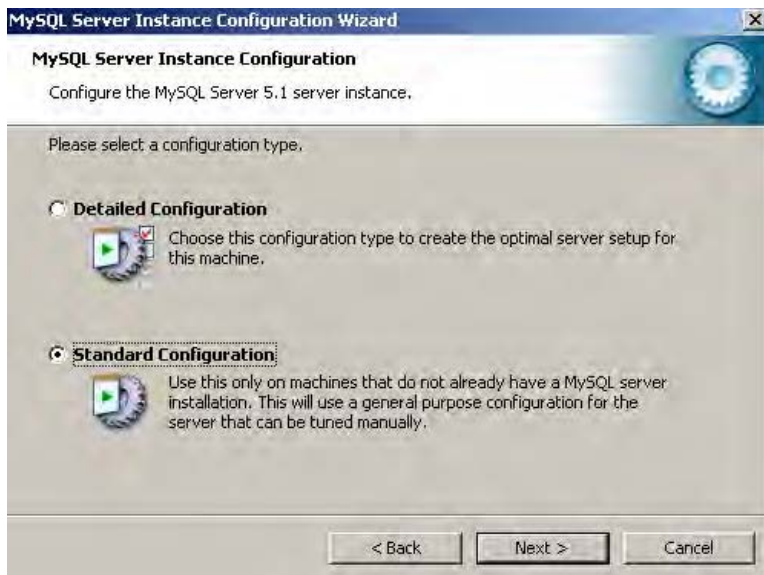 MySQL Server Instance Configuration Wizard
MySQL Server Instance Configuration
Configure the MySQL Server 5.1 server instance.
Please select a configuration type.
Detailed Configuration
Choose this configuration type to create the optimal server setup for
this machine.
Standard Configuration
Use this only on machines that do not already have a MySQL server
installation. This will use a general purpose configuration for the
server that can be tuned manually.
< Back
Next >
Cancel